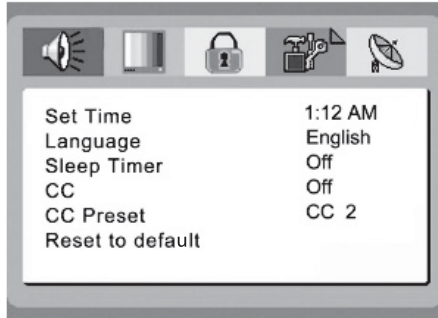 Set Time 1:12 AM
Language English
Sleep Timer Off
CC Off
CC Preset CC 2
Reset to default